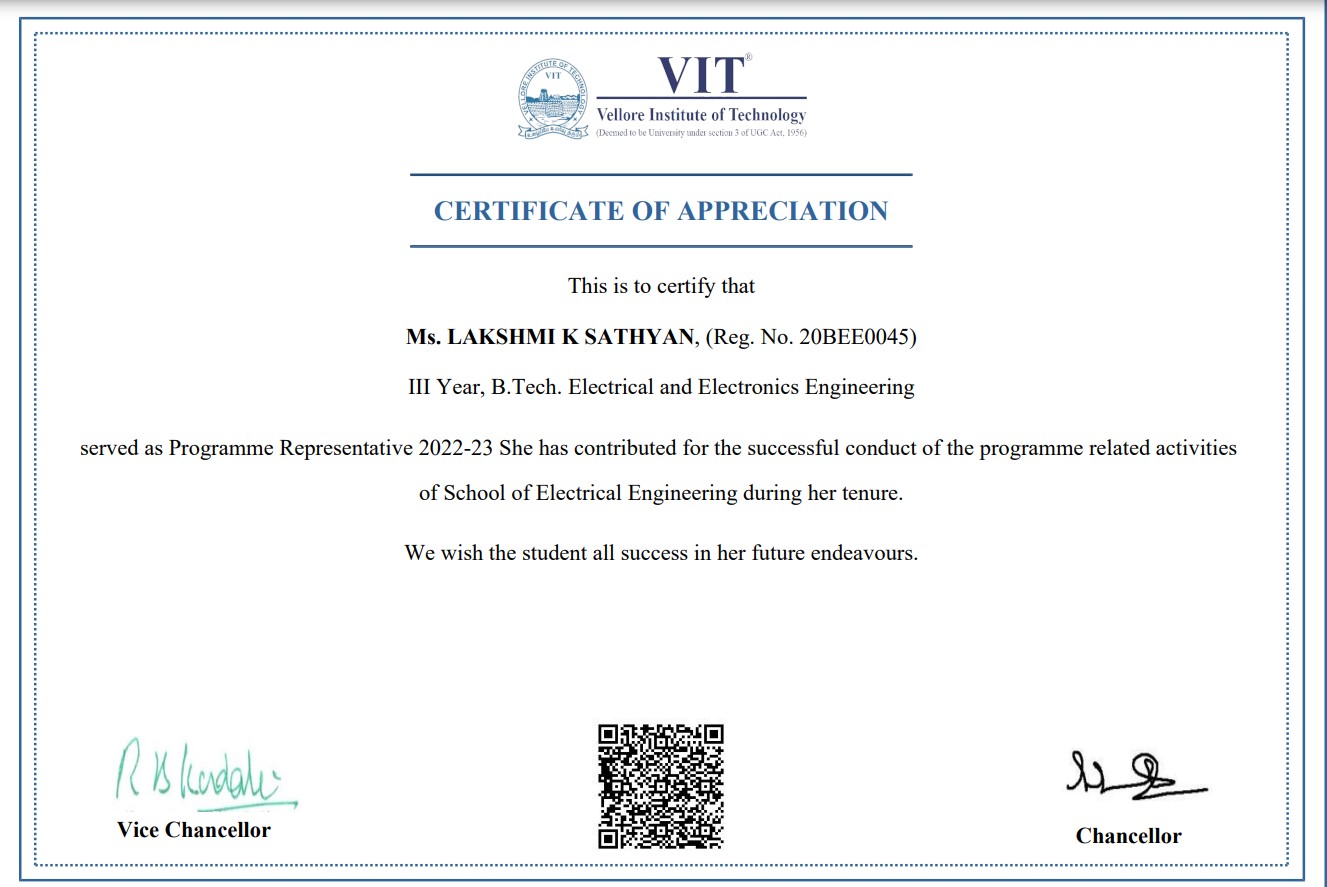 VELLORE INSTITUTE OF TECHNOLOGY
VIT
VIT®
Vellore Institute of Technology
(Deemed to be University under section 3 of UGC Act, 1956)
CERTIFICATE OF APPRECIATION
This is to certify that
Ms. LAKSHMI K SATHYAN, (Reg. No. 20BEE0045)
III Year, B.Tech. Electrical and Electronics Engineering
served as Programme Representative 2022-23 She has contributed for the successful conduct of the programme related activities
of School of Electrical Engineering during her tenure.
We wish the student all success in her future endeavours.
Vice Chancellor
Chancellor